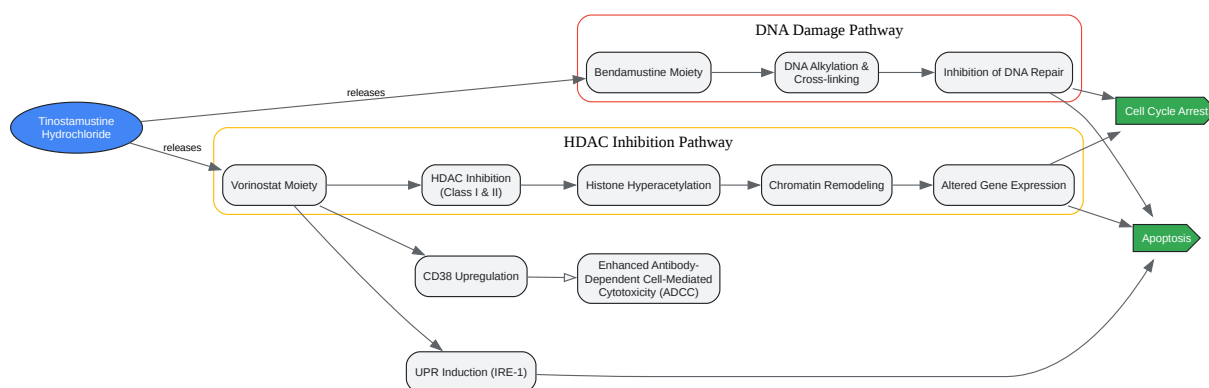 DNA Damage Pathway
Bendamustine Moiety
DNA Alkylation &
Cross-linking
Inhibition of DNA Repair
releases
Tinostamustine
Hydrochloride
Cell Cycle Arrest
releases
HDAC Inhibition Pathway
Vorinostat Moiety
HDAC Inhibition
(Class I & II)
Histone Hyperacetylation
Chromatin Remodeling
Altered Gene Expression
Apoptosis
CD38 Upregulation
Enhanced Antibody-
Dependent Cell-Mediated
Cytotoxicity (ADCC)
UPR Induction (IRE-1)